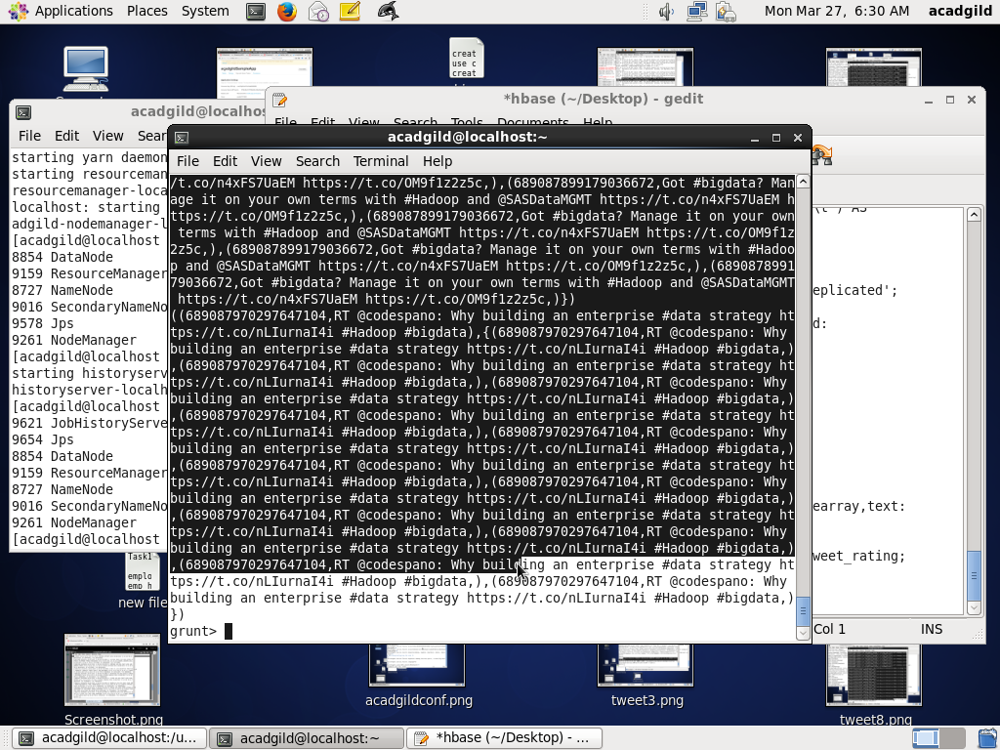 Applications Places System
Mon Mar 27, 6:30 AM acadgild
creat
use c
creat
*hbase (~/Desktop) - gedit
File Edit View Search Tools Documents Help
acadgild@localhost:
File Edit View Sear
starting yarn daemon
starting resourceman
resourcemanager-loca
localhost: starting
adgild-nodemanager-l
[acadgild@localhost
8854 DataNode
9159 ResourceManager
8727 NameNode
9016 SecondaryNameNo
9578 Jps
9261 NodeManager
[acadgild@localhost
starting historyserv
historyserver-localh
[acadgild@localhost
9621 JobHistoryServe
9654 Jps
8854 DataNode
9159 ResourceManager
8727 NameNode
9016 SecondaryNameNo
9261 NodeManager
[acadgild@localhost
acadgild@localhost:~
File Edit View Search Terminal Help
/t.co/n4xFS7UaEM https://t.co/OM9f1z2z5c,),(689087899179036672,Got #bigdata? Man
age it on your own terms with #Hadoop and @SASDataMGMT https://t.co/n4xFS7UaEM h
ttps://t.co/OM9f1z2z5c,),(689087899179036672,Got #bigdata? Manage it on your own
 terms with #Hadoop and @SASDataMGMT https://t.co/n4xFS7UaEM https://t.co/OM9f1z
2z5c,),(689087899179036672,Got #bigdata? Manage it on your own terms with #Hadoo
p and @SASDataMGMT https://t.co/n4xFS7UaEM https://t.co/OM9f1z2z5c,),(6890878991
79036672,Got #bigdata? Manage it on your own terms with #Hadoop and @SASDataMGMT
 https://t.co/n4xFS7UaEM https://t.co/OM9f1z2z5c,)})
((689087970297647104,RT @codespano: Why building an enterprise #data strategy ht
tps://t.co/nLIurnaI4i #Hadoop #bigdata),{(689087970297647104,RT @codespano: Why
building an enterprise #data strategy https://t.co/nLIurnaI4i #Hadoop #bigdata,)
,(689087970297647104,RT @codespano: Why building an enterprise #data strategy ht
tps://t.co/nLIurnaI4i #Hadoop #bigdata,),(689087970297647104,RT @codespano: Why
building an enterprise #data strategy https://t.co/nLIurnaI4i #Hadoop #bigdata,)
,(689087970297647104,RT @codespano: Why building an enterprise #data strategy ht
tps://t.co/nLIurnaI4i #Hadoop #bigdata,),(689087970297647104,RT @codespano: Why
building an enterprise #data strategy https://t.co/nLIurnaI4i #Hadoop #bigdata,)
,(689087970297647104,RT @codespano: Why building an enterprise #data strategy ht
tps://t.co/nLIurnaI4i #Hadoop #bigdata,),(689087970297647104,RT @codespano: Why
building an enterprise #data strategy https://t.co/nLIurnaI4i #Hadoop #bigdata,)
,(689087970297647104,RT @codespano: Why building an enterprise #data strategy ht
tps://t.co/nLIurnaI4i #Hadoop #bigdata,),(689087970297647104,RT @codespano: Why
building an enterprise #data strategy https://t.co/nLIurnaI4i #Hadoop #bigdata,)
,(689087970297647104,RT @codespano: Why building an enterprise #data strategy ht
tps://t.co/nLIurnaI4i #Hadoop #bigdata,),(689087970297647104,RT @codespano: Why
building an enterprise #data strategy https://t.co/nLIurnaI4i #Hadoop #bigdata,)
})
grunt>
AS
eplicated';
d:
earray,text:
weet_rating;
Col 1 INS
Task1
emplo
emp h
new file
Screenshot.png
acadgildconf.png
tweet3.png
tweet8.png
acadgild@localhost:/u...
acadgild@localhost:~
*hbase (~/Desktop) - ...